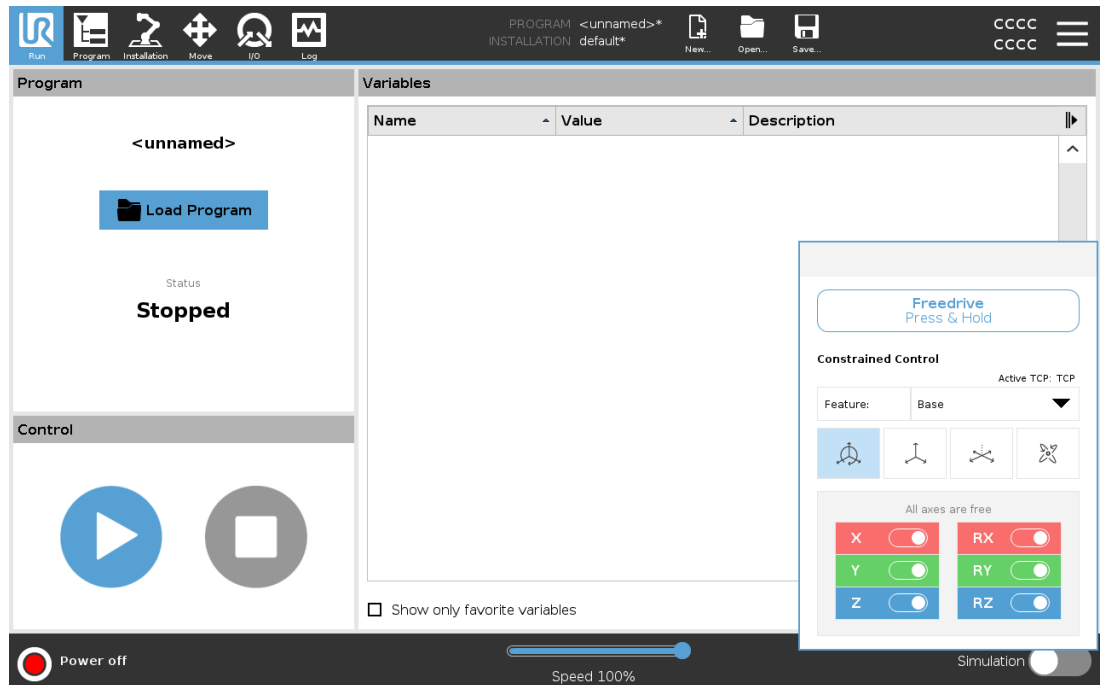 UR
Run
Program
Installation
Move
I/O
Log
PROGRAM <unnamed>*
INSTALLATION default*
New...
Open...
Save...
CCCC
CCCC
Program
<unnamed>
Load Program
Status
Stopped
Control
Variables
Name
Value
Description
Show only favorite variables
Freedrive
Press & Hold
Constrained Control
Active TCP: TCP
Feature: Base
All axes are free
X RX
Y RY
Z RZ
Power off
Speed 100%
Simulation